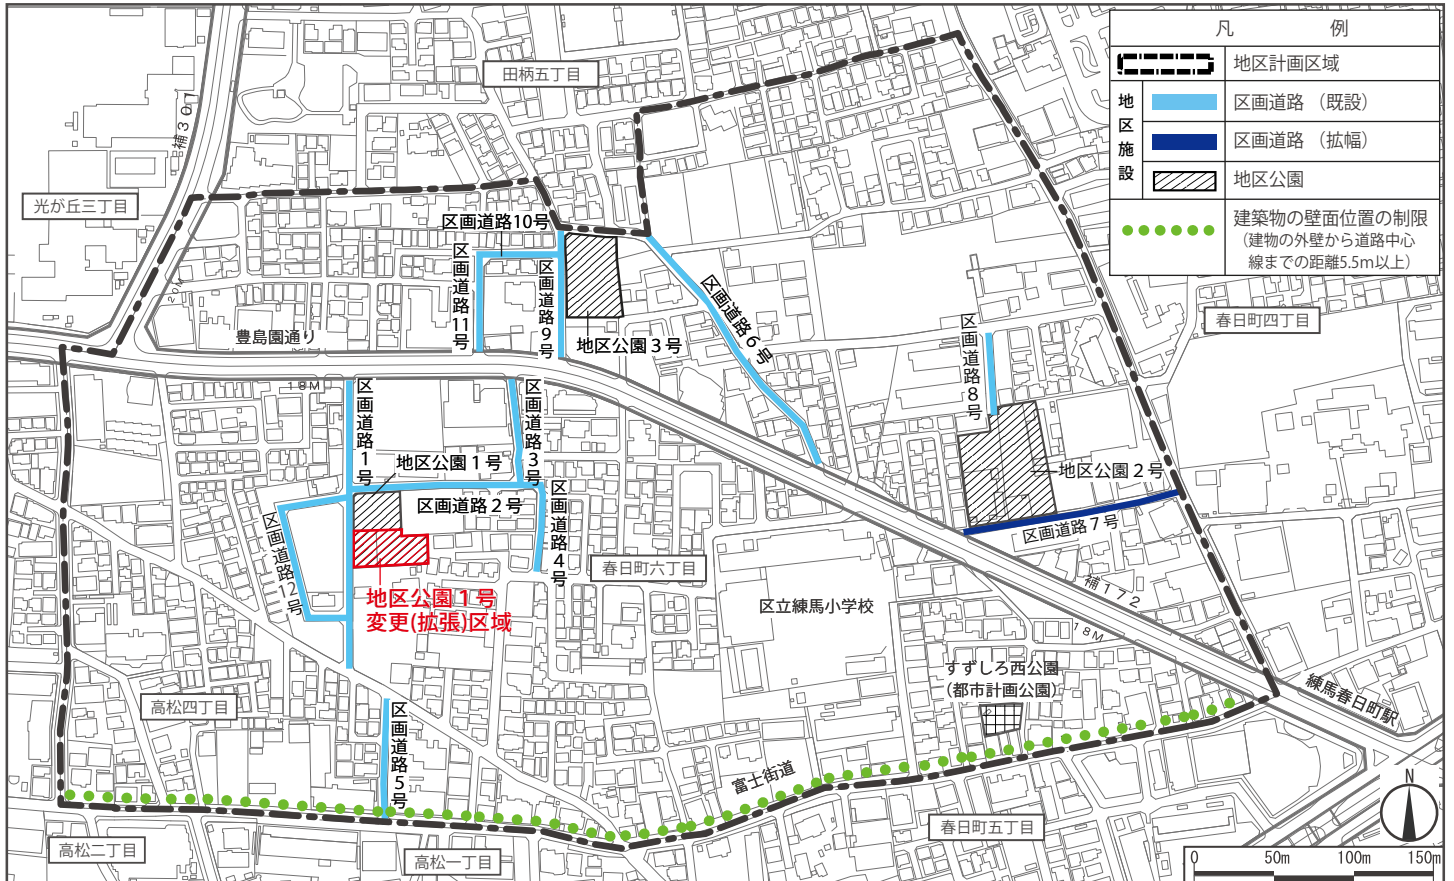 凡 例
地区計画区域
地区施設
区画道路 （既設）
区画道路 （拡幅）
地区公園
建築物の壁面位置の制限
（建物の外壁から道路中心
線までの距離5.5m以上）
田柄五丁目
補301
光が丘三丁目
20M
区画道路10号
区画道路11号
区画道路9号
豊島園通り
地区公園３号
区画道路6号
区画道路8号
春日町四丁目
18M
区画道路1号
区画道路3号
地区公園１号
区画道路２号
地区公園２号
区画道路12号
区画道路4号
区画道路７号
地区公園１号
変更(拡張)区域
春日町六丁目
区立練馬小学校
補172
18M
すずしろ西公園
（都市計画公園）
練馬春日町駅
高松四丁目
区画道路5号
富士街道
春日町五丁目
高松二丁目
高松一丁目
N
0 50m 100m 150m